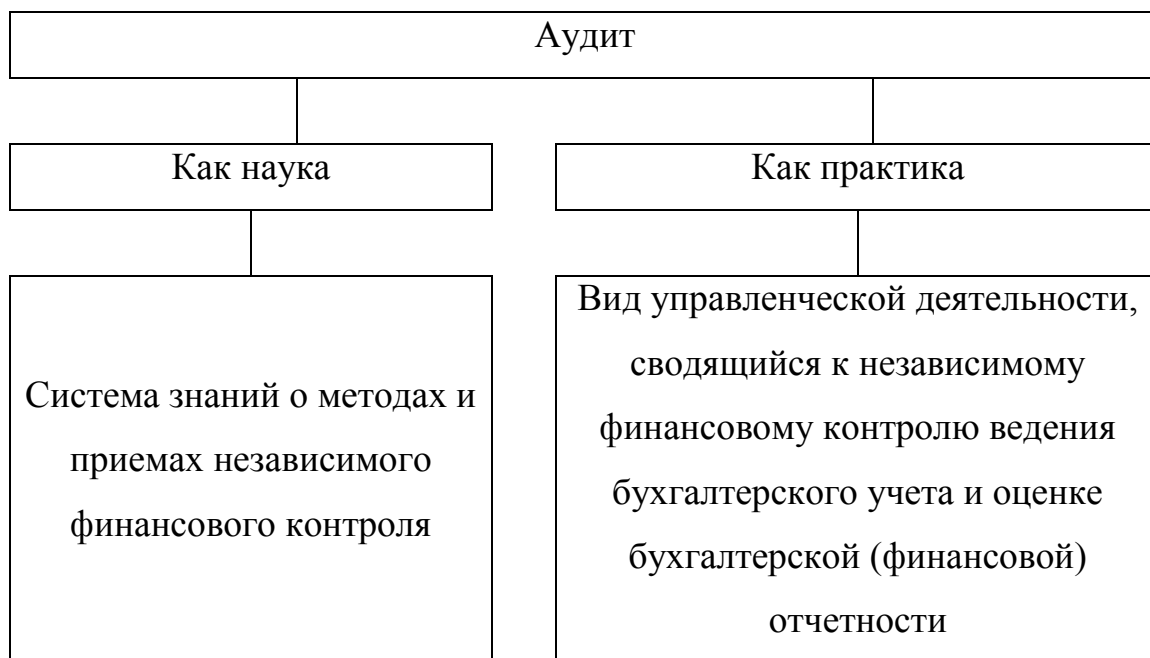 Аудит
Как наука
Как практика
Система знаний о методах и
приемах независимого
финансового контроля
Вид управленческой деятельности,
сводящийся к независимому
финансовому контролю ведения
бухгалтерского учета и оценке
бухгалтерской (финансовой)
отчетности